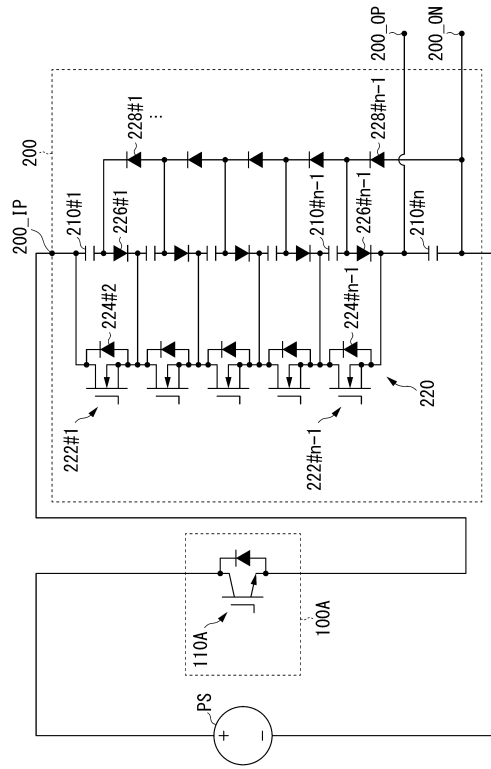 200
200_IP
210#1
226#1
228#1
...
224#2
222#1
210#n-1
226#n-1
228#n-1
224#n-1
222#n-1
220
210#n
200_OP
200_ON
110A
100A
PS
+
−